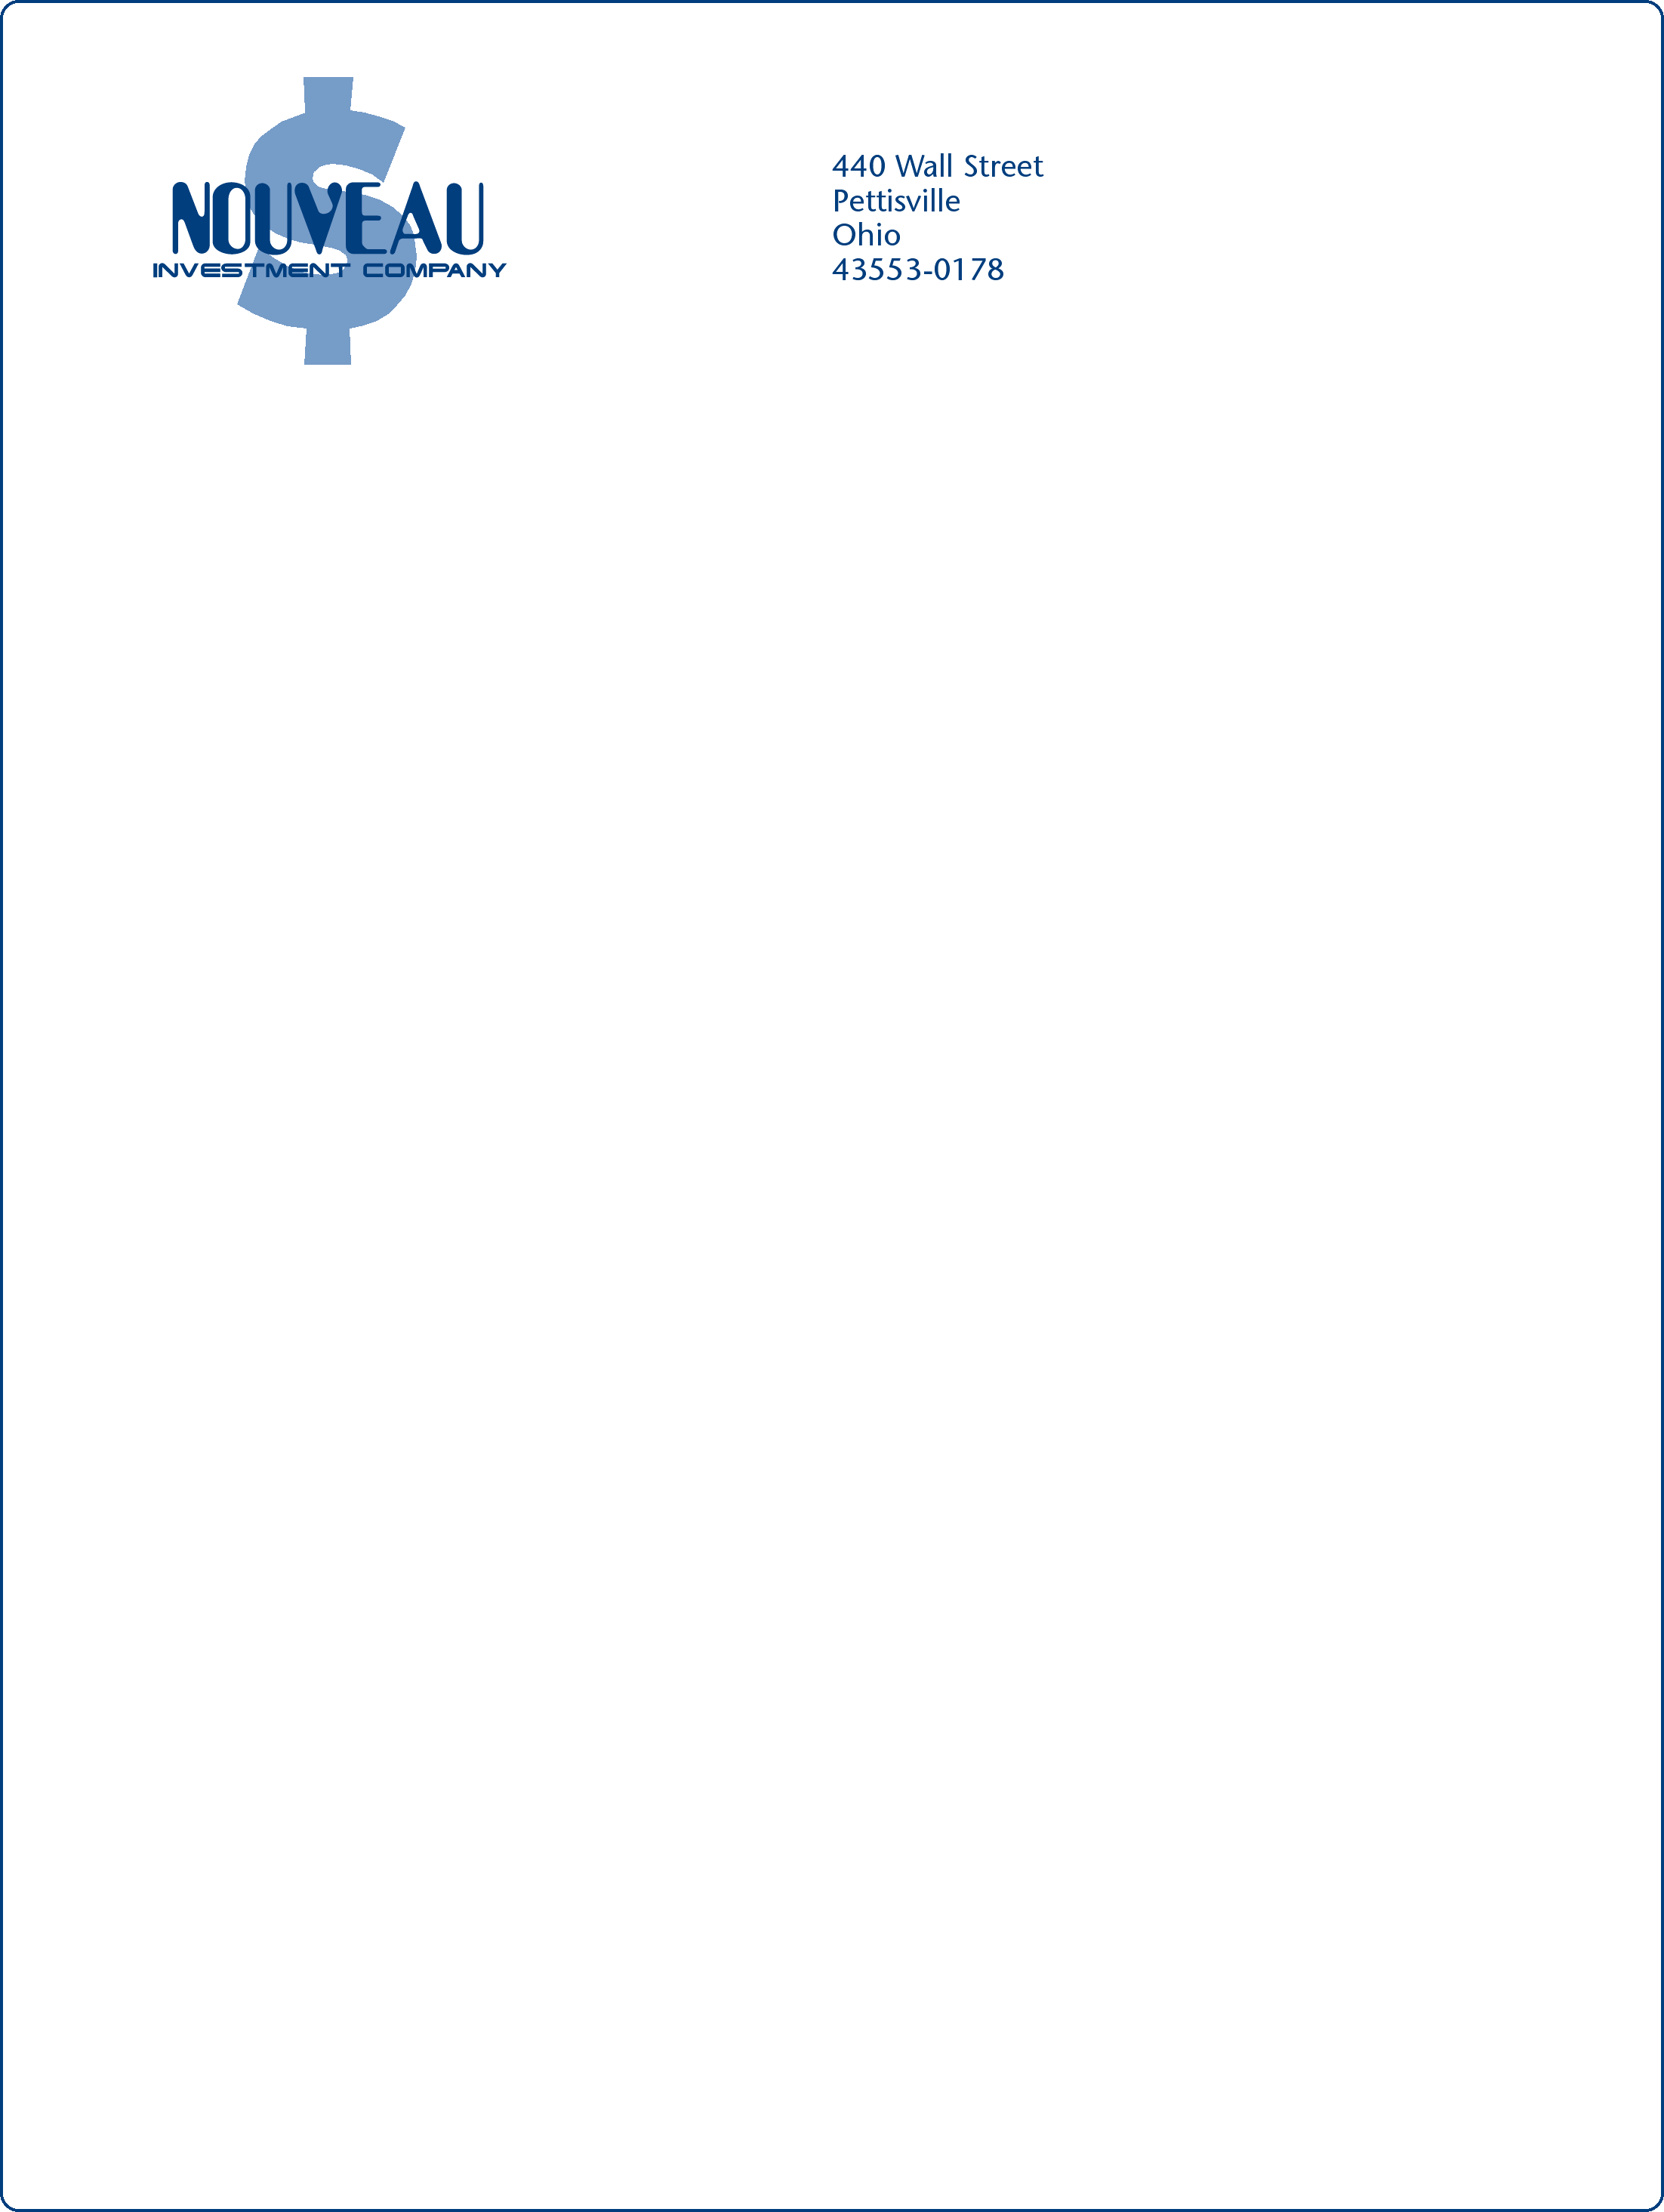 NOUVEAU
INVESTMENT COMPANY
440 Wall Street
Pettisville
Ohio
43553-0178